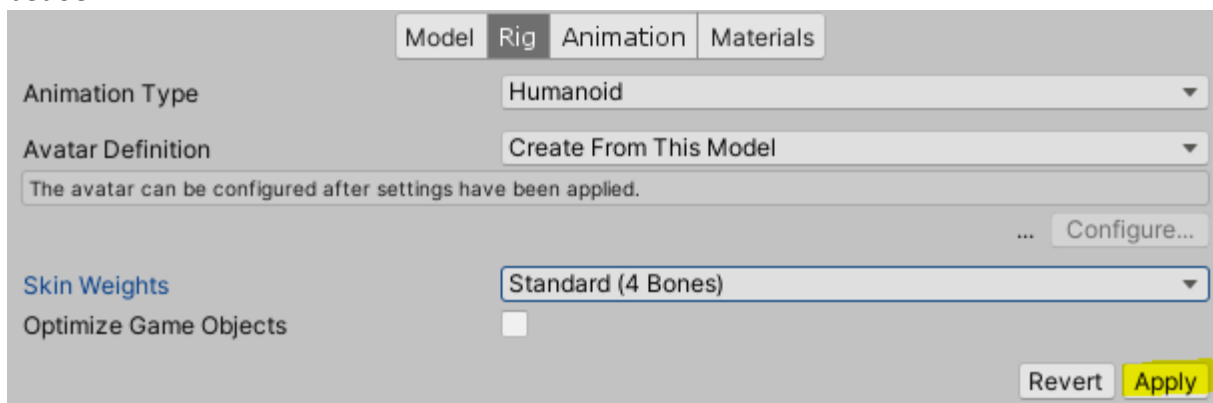 Model Rig Animation Materials
Animation Type Humanoid
Avatar Definition Create From This Model
The avatar can be configured after settings have been applied.
... Configure...
Skin Weights Standard (4 Bones)
Optimize Game Objects
Revert Apply